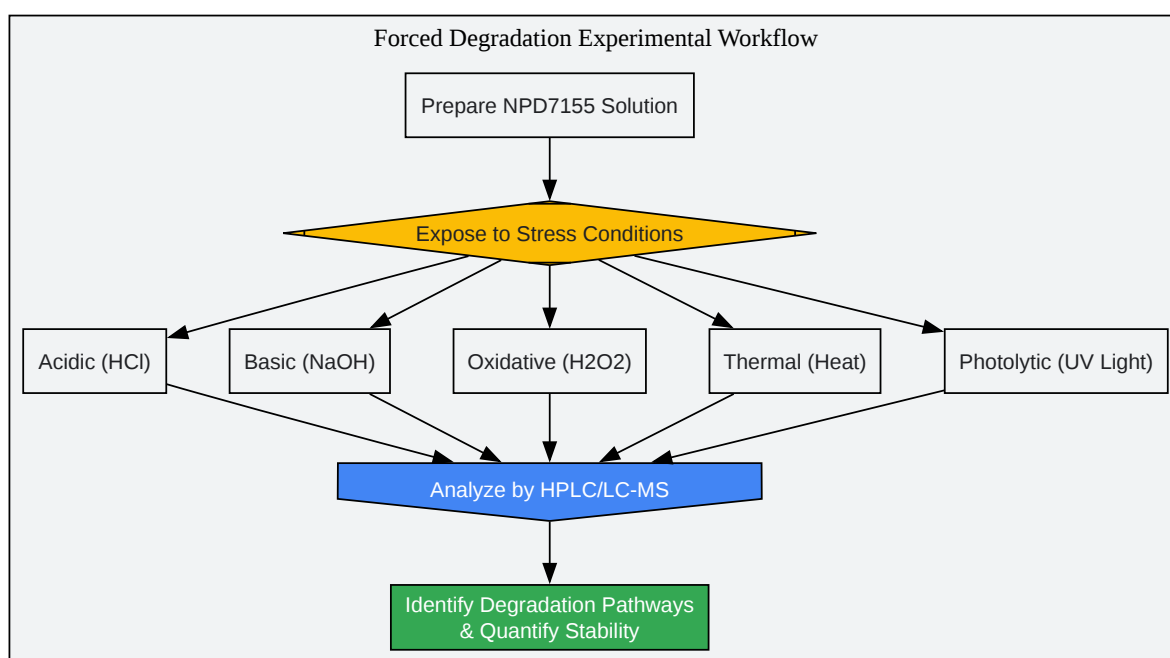 Forced Degradation Experimental Workflow
Prepare NPD7155 Solution
Expose to Stress Conditions
Acidic (HCl)
Basic (NaOH)
Oxidative (H2O2)
Thermal (Heat)
Photolytic (UV Light)
Analyze by HPLC/LC-MS
Identify Degradation Pathways
& Quantify Stability